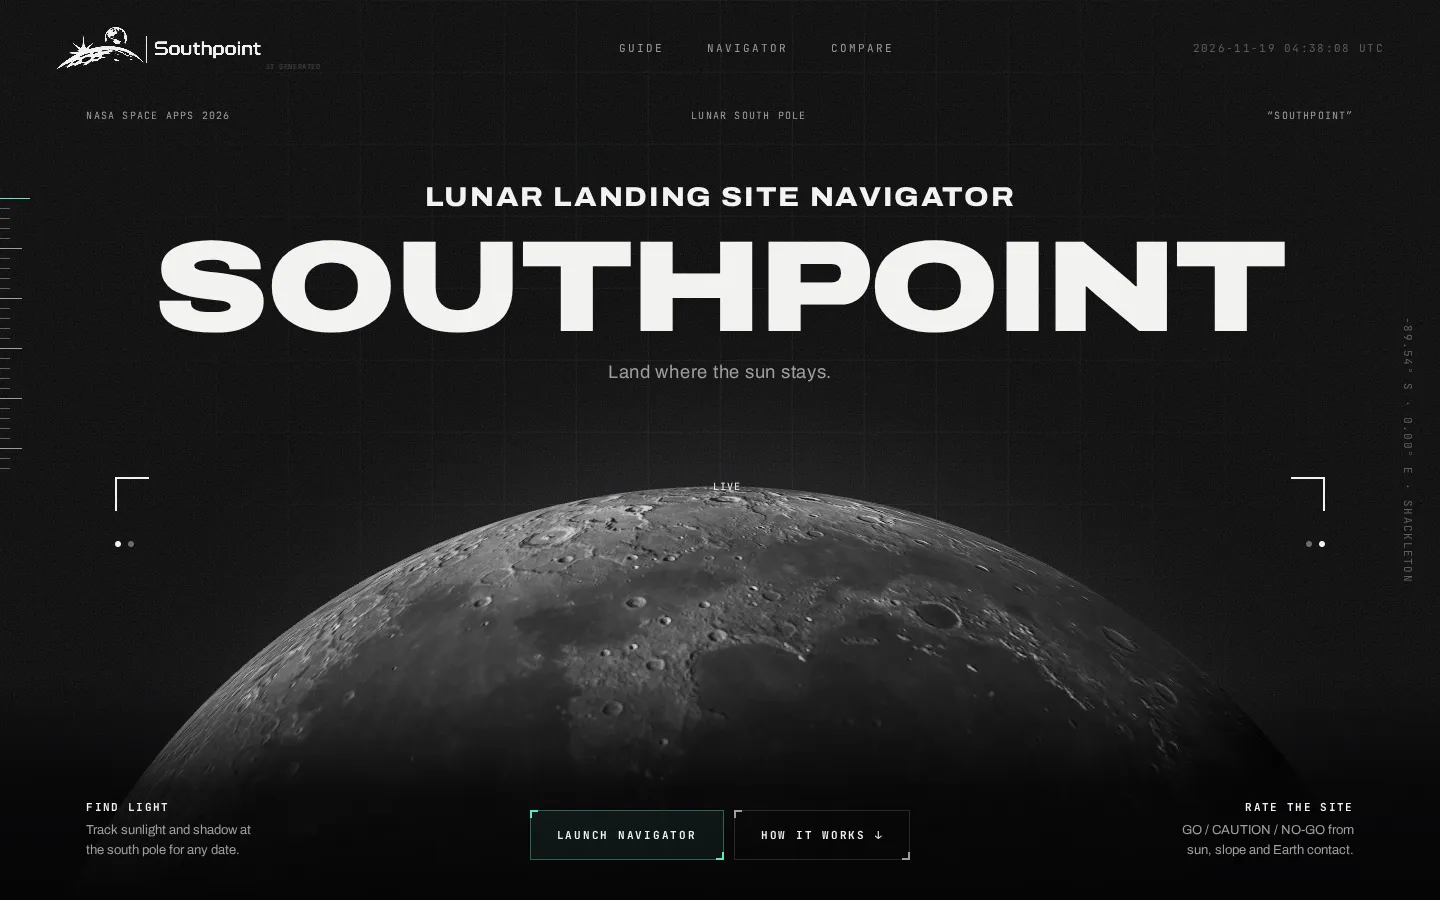 Southpoint
GUIDE NAVIGATOR COMPARE
2026-11-19 04:38:08 UTC
NASA SPACE APPS 2026
LUNAR SOUTH POLE
“SOUTHPOINT”
LUNAR LANDING SITE NAVIGATOR
SOUTHPOINT
Land where the sun stays.
-89.54° S · 0.00° E · SHACKLETON
LIVE
FIND LIGHT
Track sunlight and shadow at
the south pole for any date.
LAUNCH NAVIGATOR
HOW IT WORKS ↓
RATE THE SITE
GO / CAUTION / NO-GO from
sun, slope and Earth contact.